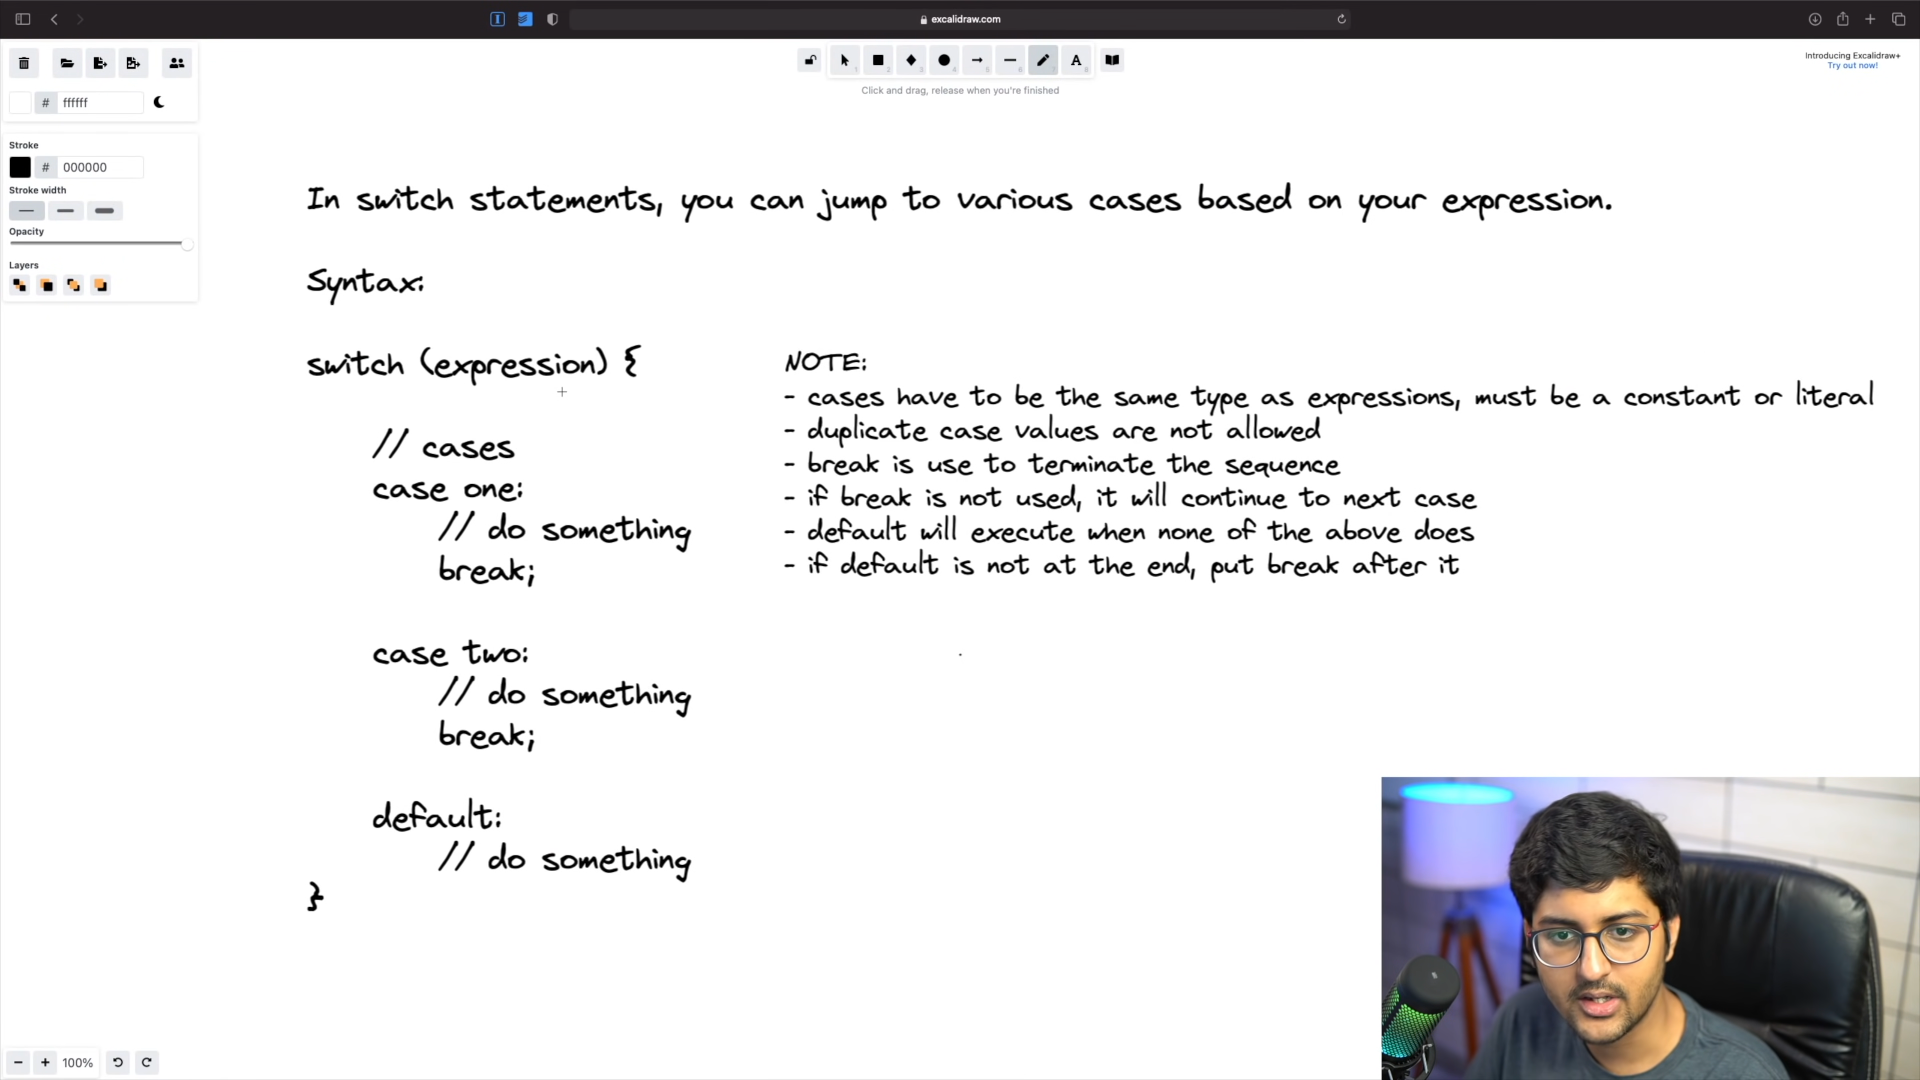 excalidraw.com
Introducing Excalidraw+
Try out now!
Click and drag, release when you're finished
# ffffff
Stroke
# 000000
Stroke width
Opacity
Layers
In switch statements, you can jump to various cases based on your expression.
Syntax:
switch (expression) {
// cases
case one:
// do something
break;
case two:
// do something
break;
default:
// do something
}
NOTE:
- cases have to be the same type as expressions, must be a constant or literal
- duplicate case values are not allowed
- break is use to terminate the sequence
- if break is not used, it will continue to next case
- default will execute when none of the above does
- if default is not at the end, put break after it
100%